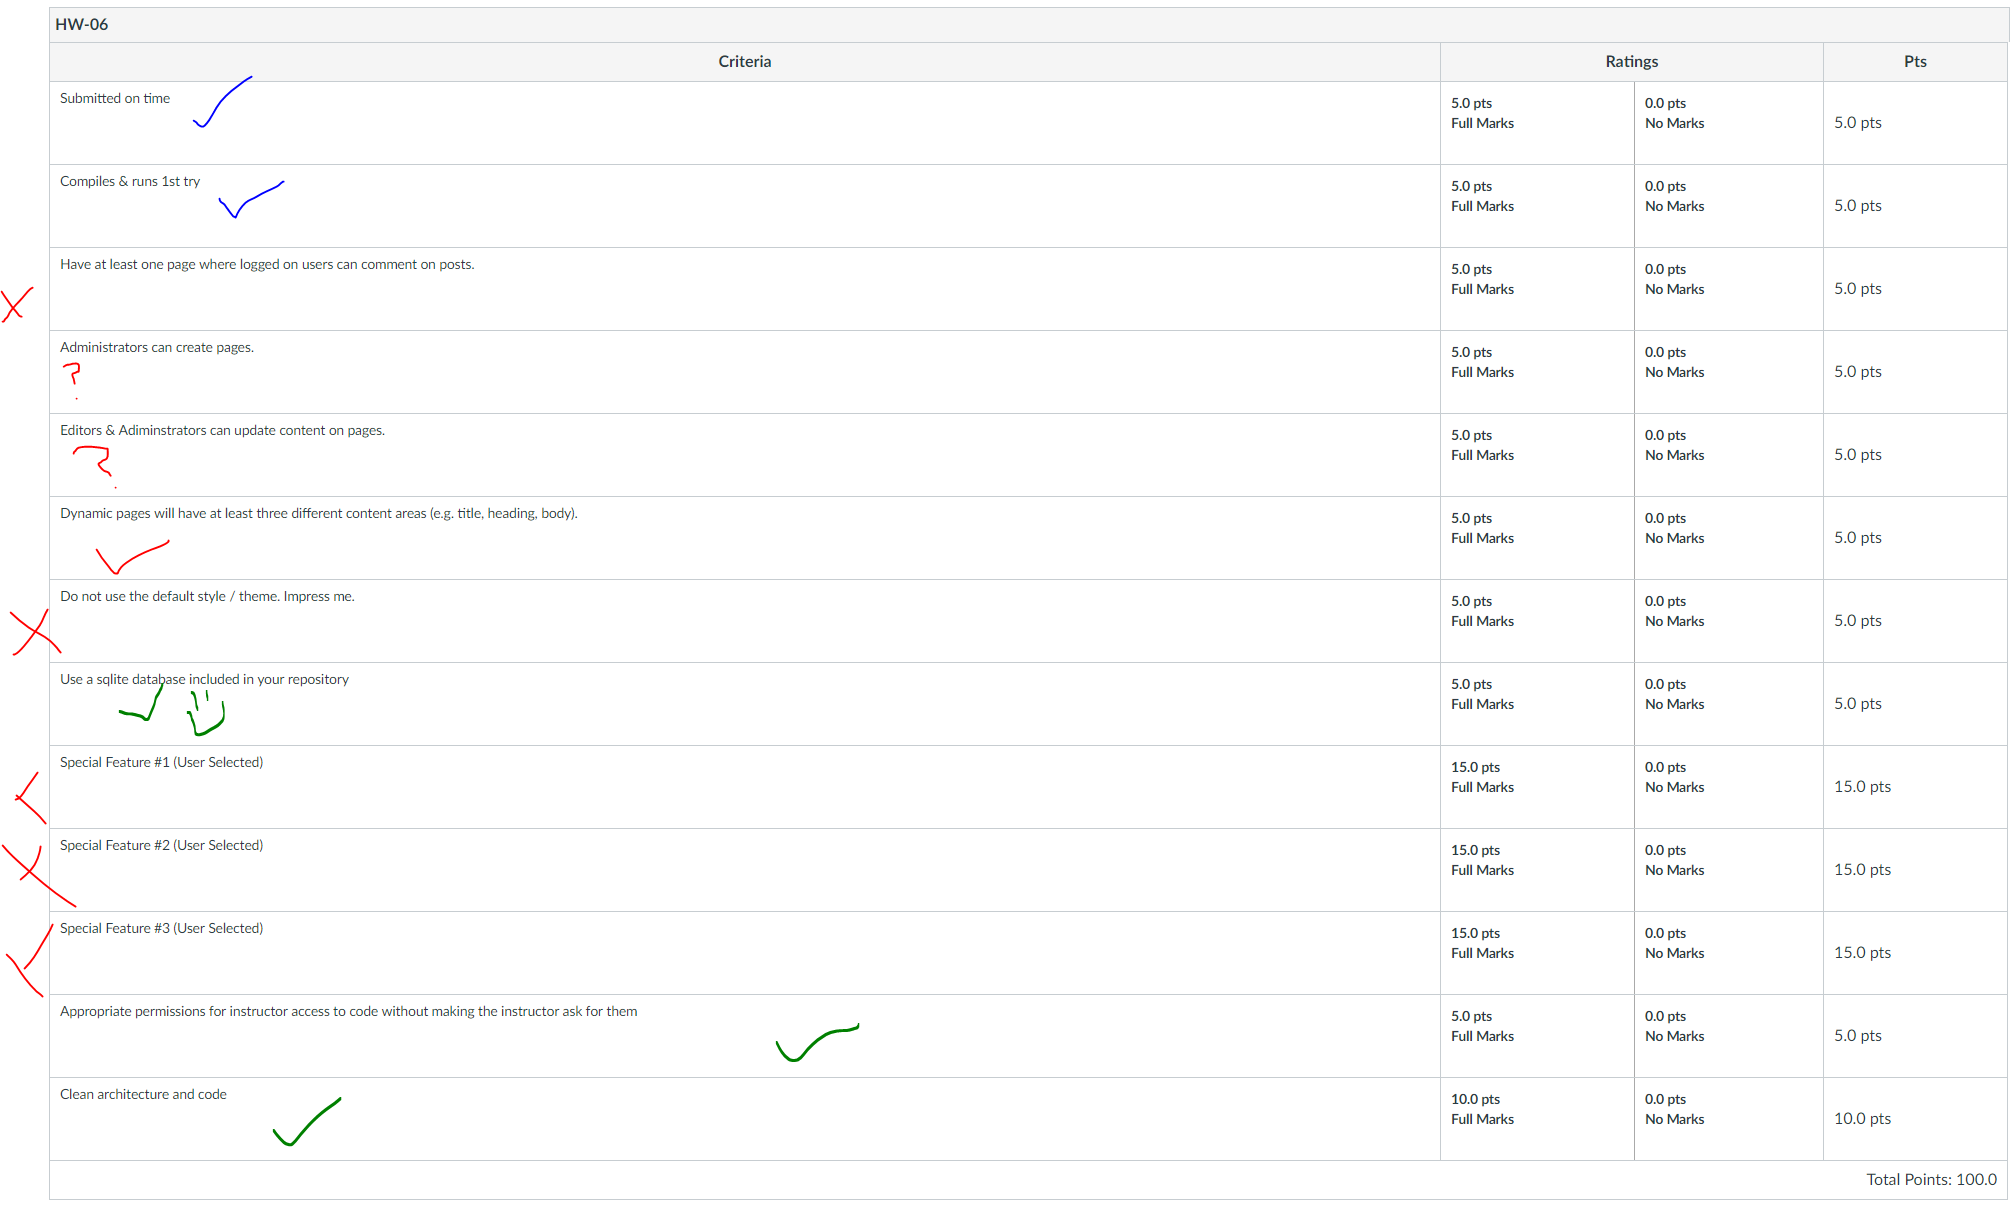 HW-06
Criteria Ratings Pts
Submitted on time
5.0 pts 0.0 pts
Full Marks No Marks
5.0 pts
Compiles & runs 1st try
5.0 pts 0.0 pts
Full Marks No Marks
5.0 pts
Have at least one page where logged on users can comment on posts.
5.0 pts 0.0 pts
Full Marks No Marks
5.0 pts
Administrators can create pages.
?
5.0 pts 0.0 pts
Full Marks No Marks
5.0 pts
Editors & Adiminstrators can update content on pages.
?
5.0 pts 0.0 pts
Full Marks No Marks
5.0 pts
Dynamic pages will have at least three different content areas (e.g. title, heading, body).
5.0 pts 0.0 pts
Full Marks No Marks
5.0 pts
Do not use the default style / theme. Impress me.
5.0 pts 0.0 pts
Full Marks No Marks
5.0 pts
Use a sqlite database included in your repository
5.0 pts 0.0 pts
Full Marks No Marks
5.0 pts
Special Feature #1 (User Selected)
15.0 pts 0.0 pts
Full Marks No Marks
15.0 pts
Special Feature #2 (User Selected)
15.0 pts 0.0 pts
Full Marks No Marks
15.0 pts
Special Feature #3 (User Selected)
15.0 pts 0.0 pts
Full Marks No Marks
15.0 pts
Appropriate permissions for instructor access to code without making the instructor ask for them
5.0 pts 0.0 pts
Full Marks No Marks
5.0 pts
Clean architecture and code
10.0 pts 0.0 pts
Full Marks No Marks
10.0 pts
Total Points: 100.0